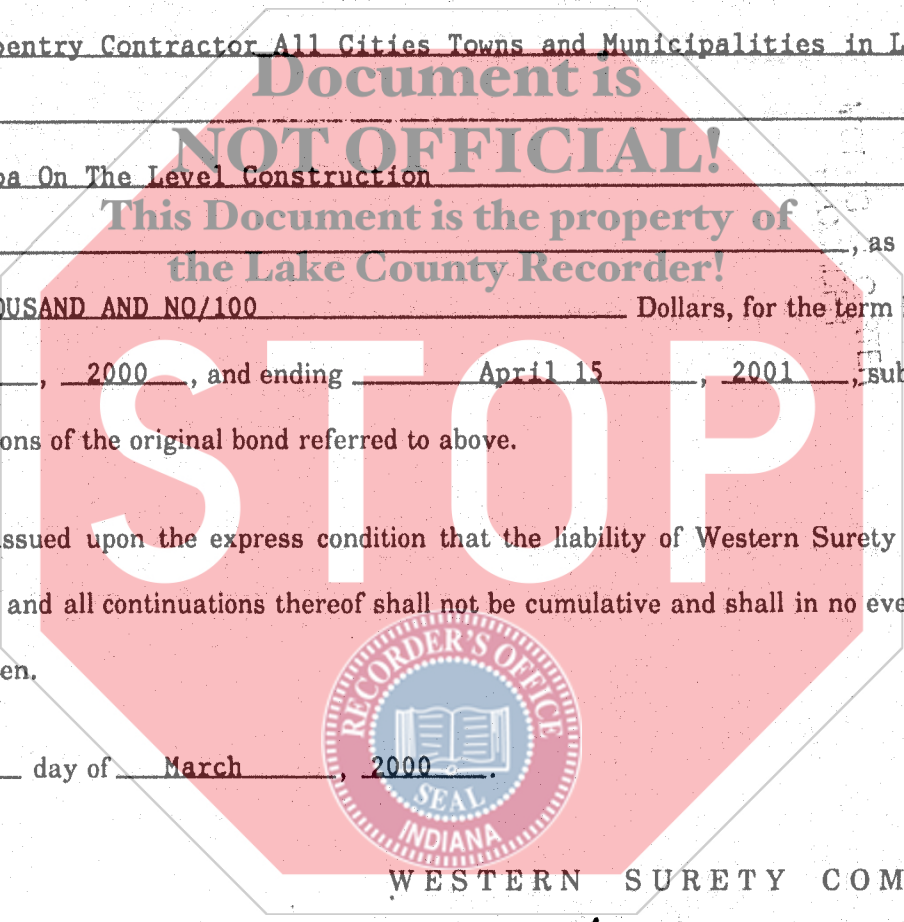 pentry Contractor All Cities Towns and Municipalities in L
Document is
NOT OFFICIAL!
ba On The Level Construction
This Document is the property of
, as
the Lake County Recorder!
OUSAND AND NO/100 Dollars, for the term
, 2000 , and ending April 15 , 2001 , sub
STOP
ons of the original bond referred to above.
issued upon the express condition that the liability of Western Surety
and all continuations thereof shall not be cumulative and shall in no eve
en.
RECORDER'S OFFICE
day of March , 2000 .
SEAL
INDIANA
WESTERN SURETY COM